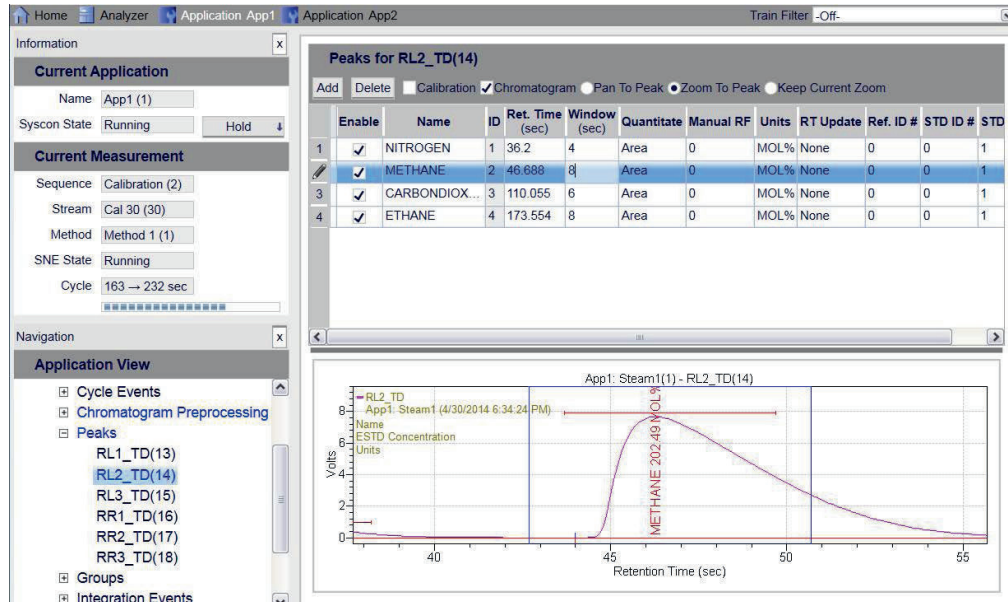 Home Analyzer Application App1 Application App2 Train Filter -Off-
Information x
Current Application
Name App1 (1)
Syscon State Running Hold
Current Measurement
Sequence Calibration (2)
Stream Cal 30 (30)
Method Method 1 (1)
SNE State Running
Cycle 163 → 232 sec
Navigation x
Application View
Cycle Events
Chromatogram Preprocessing
Peaks
RL1_TD(13)
RL2_TD(14)
RL3_TD(15)
RR1_TD(16)
RR2_TD(17)
RR3_TD(18)
Groups
Integration Events
Peaks for RL2_TD(14)
Add Delete Calibration Chromatogram Pan To Peak Zoom To Peak Keep Current Zoom
Enable Name ID Ret. Time (sec) Window (sec) Quantitate Manual RF Units RT Update Ref. ID # STD ID # STD
1 NITROGEN 1 36.2 4 Area 0 MOL% None 0 0 1
METHANE 2 46.688 8 Area 0 MOL% None 0 0 1
3 CARBONDIOX... 3 110.055 6 Area 0 MOL% None 0 0 1
4 ETHANE 4 173.554 8 Area 0 MOL% None 0 0 1
App1: Steam1(1) - RL2_TD(14)
RL2_TD
App1: Steam1 (4/30/2014 6:34:24 PM)
Name
ESTD Concentration
Units
METHANE 202.49 MOL%
Volts
8
6
4
2
0
40 45 50 55
Retention Time (sec)